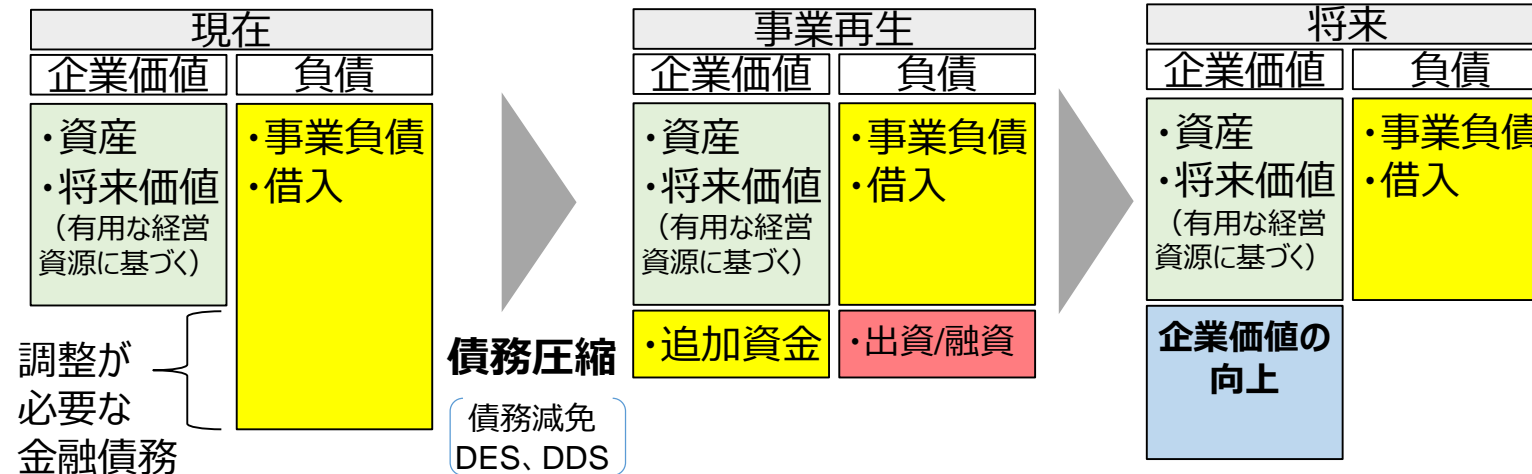 現在
企業価値
負債
・資産
・将来価値
（有用な経営
資源に基づく）
・事業負債
・借入
調整が
必要な
金融債務
債務圧縮
債務減免
DES、DDS
事業再生
企業価値
負債
・資産
・将来価値
（有用な経営
資源に基づく）
・事業負債
・借入
・追加資金
・出資/融資
将来
企業価値
負債
・資産
・将来価値
（有用な経営
資源に基づく）
・事業負債
・借入
企業価値の
向上